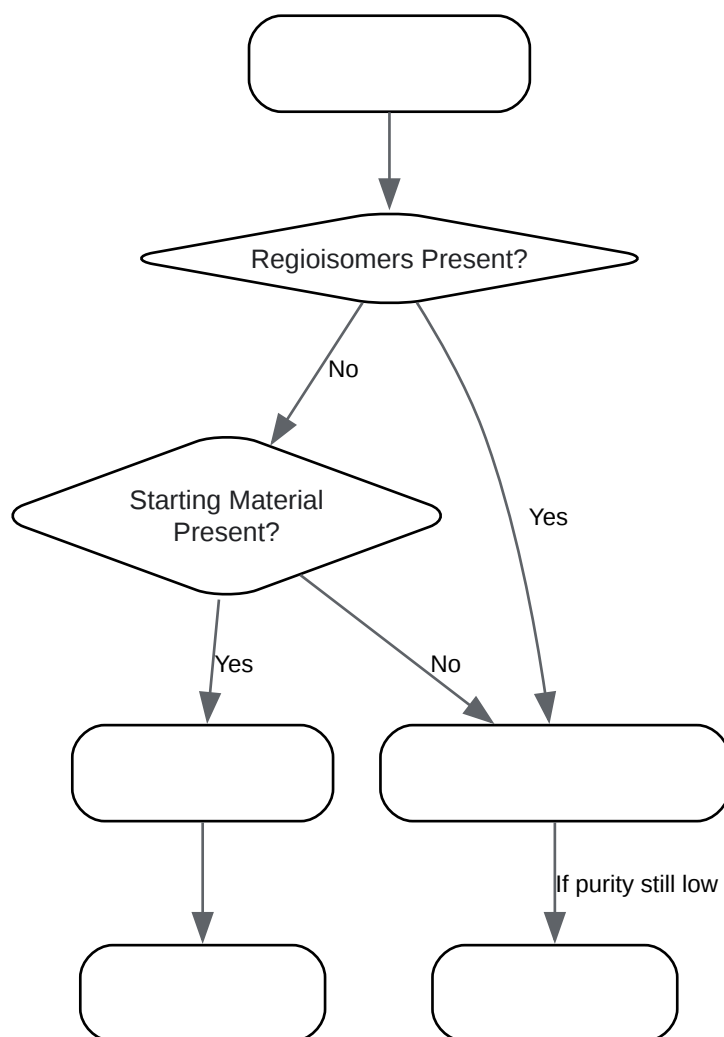 Regioisomers Present?
No
Starting Material
Present?
Yes
Yes
No
If purity still low